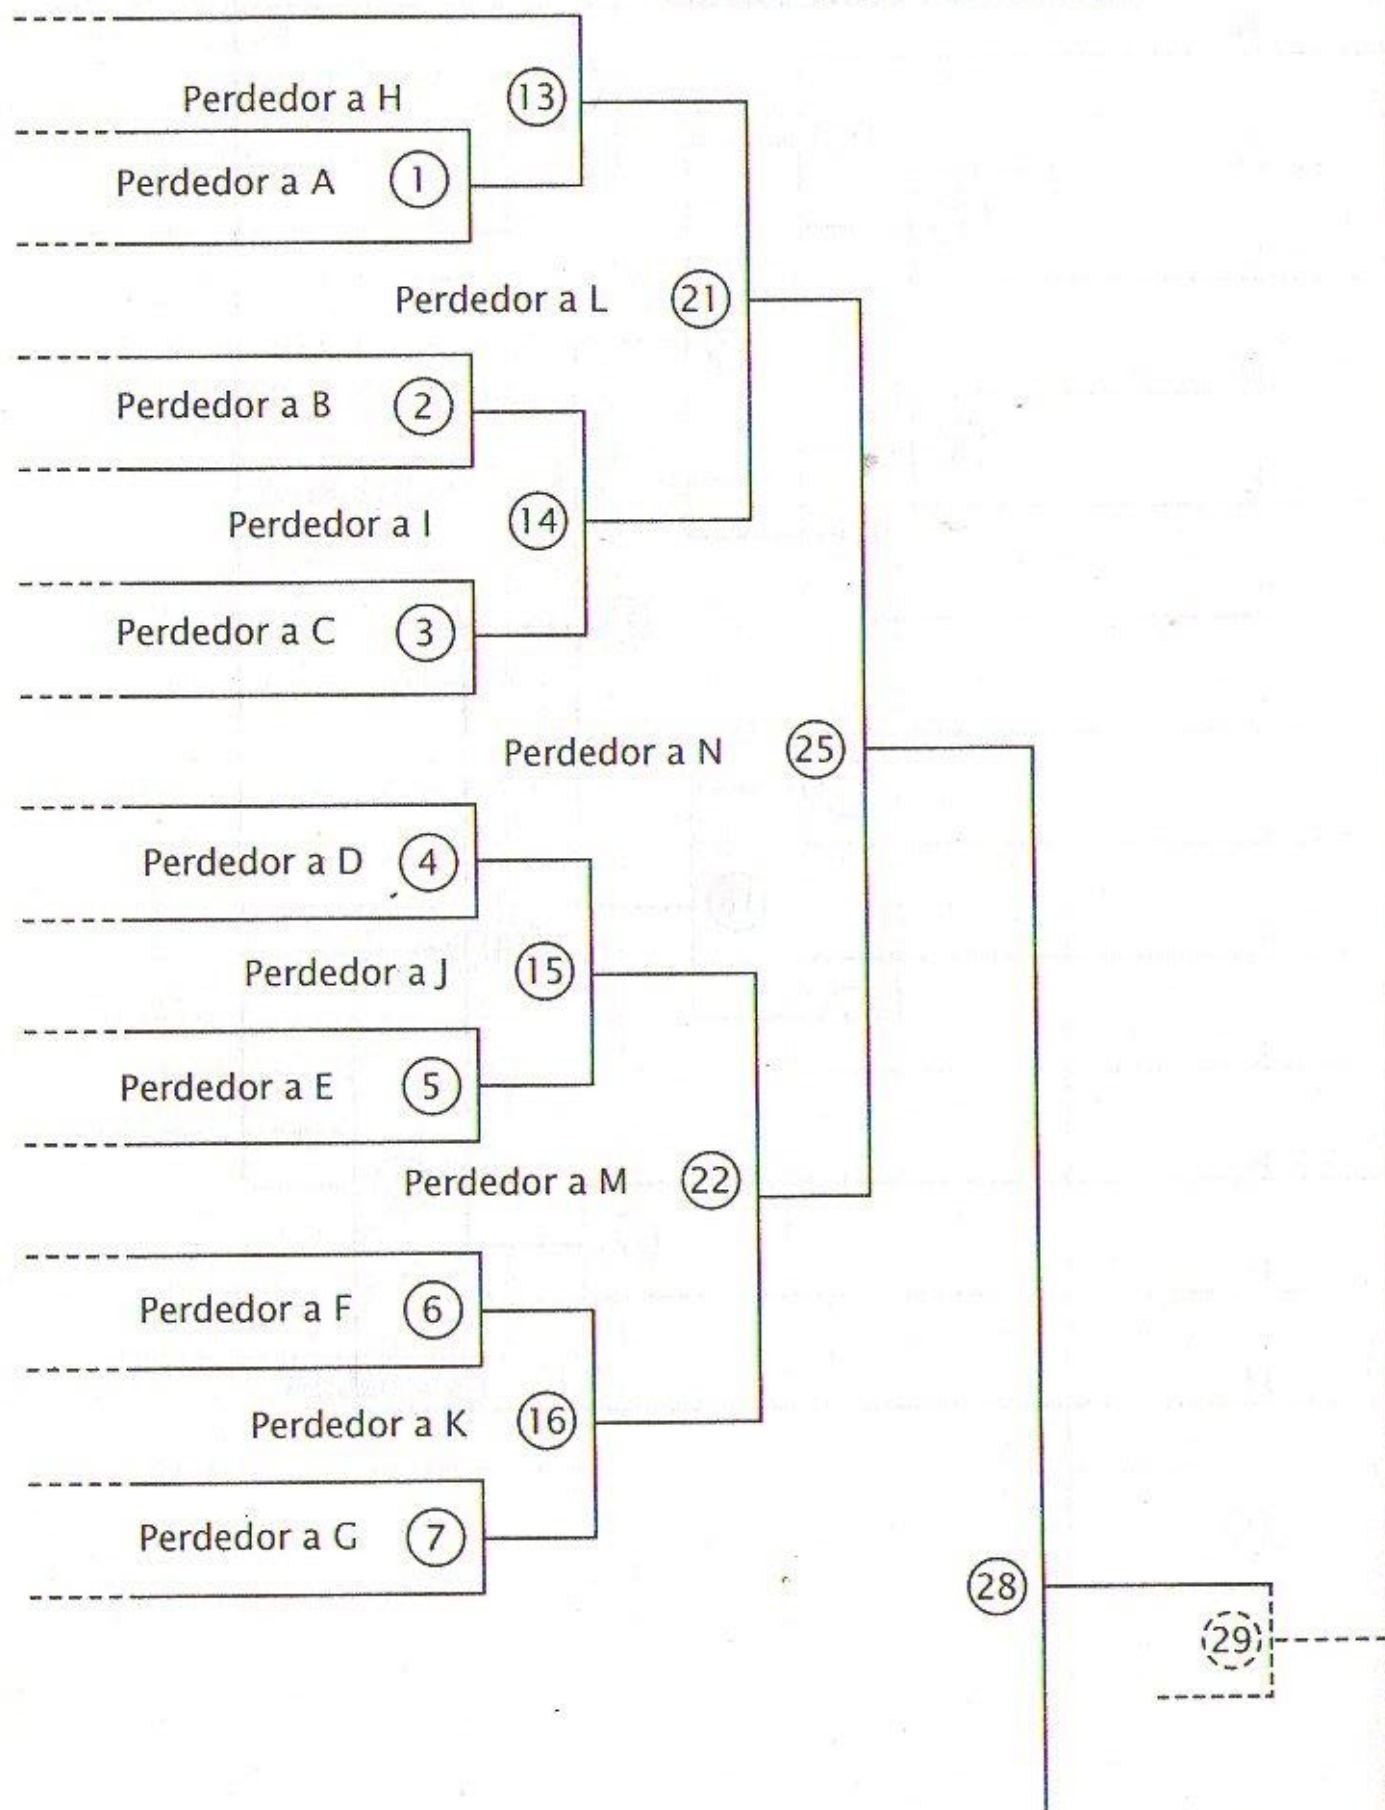 Perdedor a H 13
Perdedor a A 1
Perdedor a L 21
Perdedor a B 2
Perdedor a I 14
Perdedor a C 3
Perdedor a N 25
Perdedor a D 4
Perdedor a J 15
Perdedor a E 5
Perdedor a M 22
Perdedor a F 6
Perdedor a K 16
Perdedor a G 7
28
29